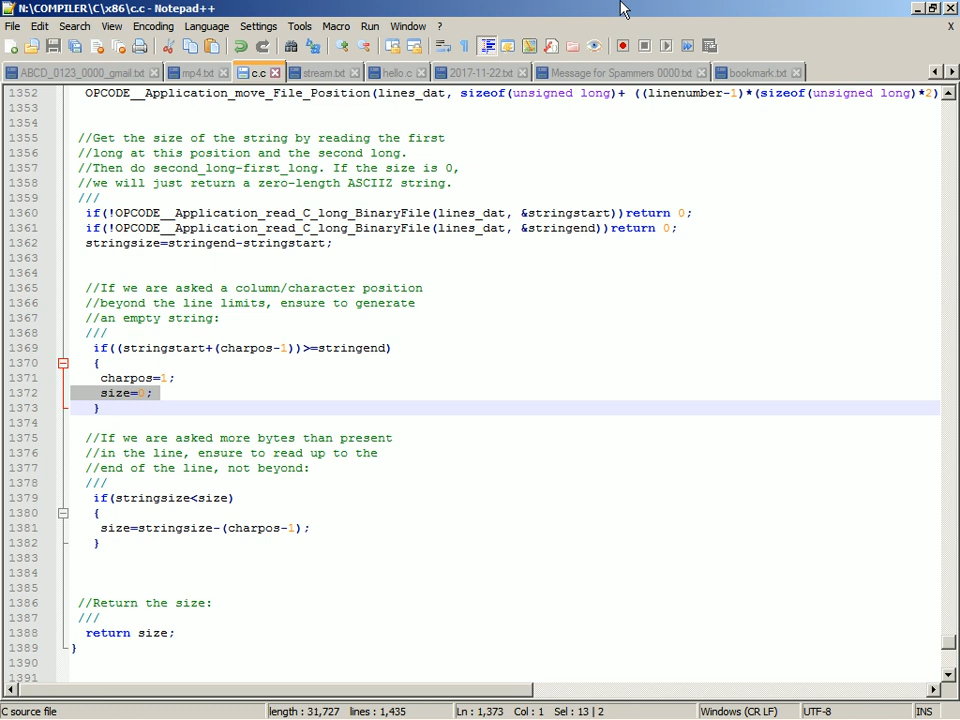 N:\COMPILER\C\x86\c.c - Notepad++
File Edit Search View Encoding Language Settings Tools Macro Run Window ? X
ABCD_0123_0000_gmail.txt mp4.txt c.c stream.txt hello.c 2017-11-22.txt Message for Spammers 0000.txt bookmark.txt
1352 OPCODE__Application_move_File_Position(lines_dat, sizeof(unsigned long)+ ((linenumber-1)*(sizeof(unsigned long)*2)
1353
1354
1355 //Get the size of the string by reading the first
1356 //long at this position and the second long.
1357 //Then do second_long-first_long. If the size is 0,
1358 //we will just return a zero-length ASCIIZ string.
1359 ///
1360 if(!OPCODE__Application_read_C_long_BinaryFile(lines_dat, &stringstart))return 0;
1361 if(!OPCODE__Application_read_C_long_BinaryFile(lines_dat, &stringend))return 0;
1362 stringsize=stringend-stringstart;
1363
1364
1365 //If we are asked a column/character position
1366 //beyond the line limits, ensure to generate
1367 //an empty string:
1368 ///
1369 if((stringstart+(charpos-1))>=stringend)
1370 {
1371 charpos=1;
1372 size=0;
1373 }
1374
1375 //If we are asked more bytes than present
1376 //in the line, ensure to read up to the
1377 //end of the line, not beyond:
1378 ///
1379 if(stringsize<size)
1380 {
1381 size=stringsize-(charpos-1);
1382 }
1383
1384
1385
1386 //Return the size:
1387 ///
1388 return size;
1389 }
1390
1391
C source file length : 31,727 lines : 1,435 Ln : 1,373 Col : 1 Sel : 13 | 2 Windows (CR LF) UTF-8 INS